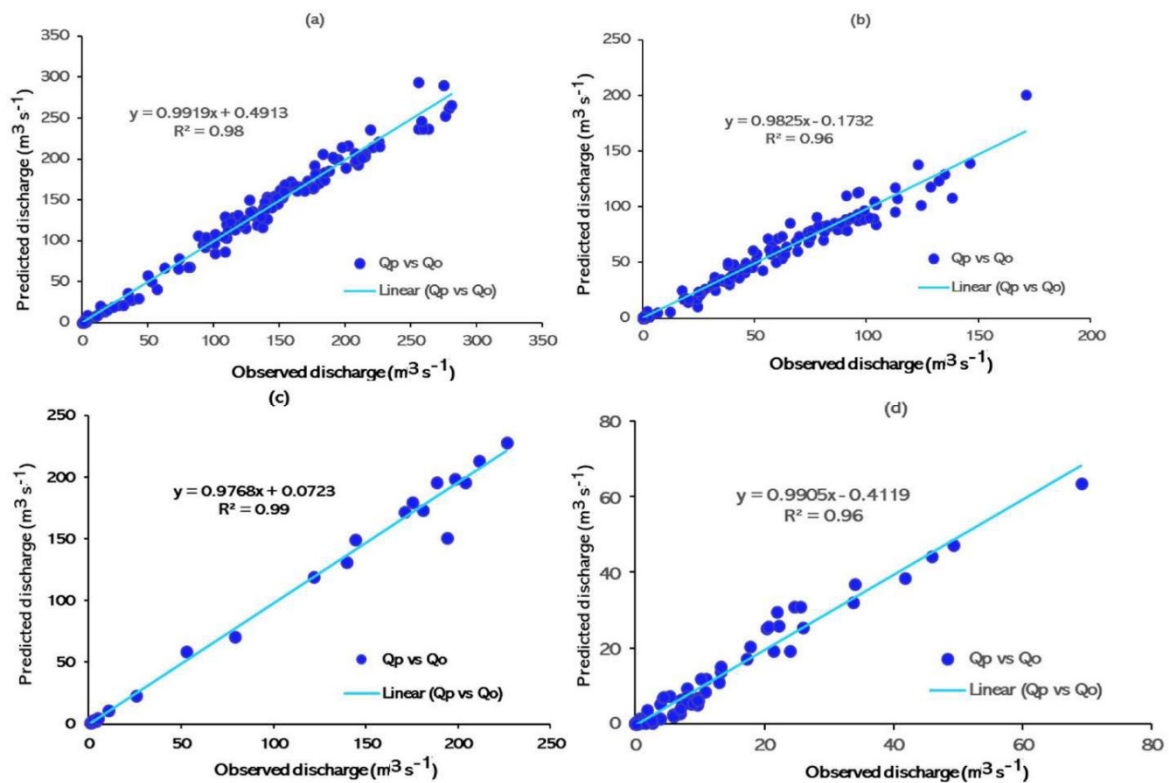 (a)
350
300
250
200
150
100
50
0
0 50 100 150 200 250 300 350
Predicted discharge (m³ s⁻¹)
Observed discharge (m³ s⁻¹)
y = 0.9919x + 0.4913
R² = 0.98
Qp vs Qo
Linear (Qp vs Qo)
(b)
250
200
150
100
50
0
0 50 100 150 200
Predicted discharge (m³ s⁻¹)
Observed discharge (m³ s⁻¹)
y = 0.9825x - 0.1732
R² = 0.96
Qp vs Qo
Linear (Qp vs Qo)
(c)
250
200
150
100
50
0
0 50 100 150 200 250
Predicted discharge (m³ s⁻¹)
Observed discharge (m³ s⁻¹)
y = 0.9768x + 0.0723
R² = 0.99
Qp vs Qo
Linear (Qp vs Qo)
(d)
80
60
40
20
0
0 20 40 60 80
Predicted discharge (m³ s⁻¹)
Observed discharge (m³ s⁻¹)
y = 0.9905x - 0.4119
R² = 0.96
Qp vs Qo
Linear (Qp vs Qo)